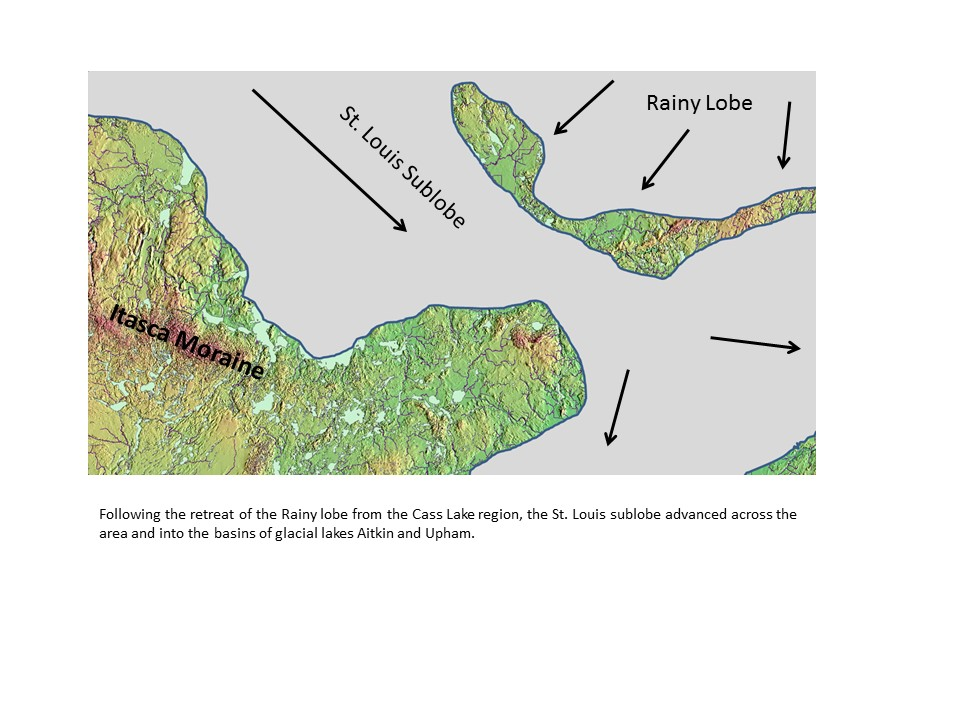 Rainy Lobe
St. Louis Sublobe
Itasca Moraine
Following the retreat of the Rainy lobe from the Cass Lake region, the St. Louis sublobe advanced across the
area and into the basins of glacial lakes Aitkin and Upham.